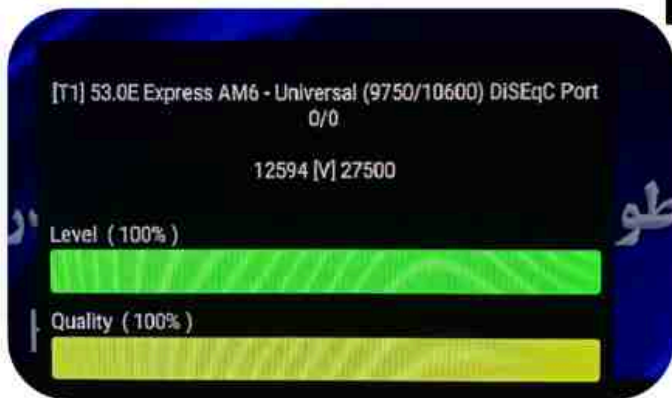 [T1] 53.0E Express AM6 - Universal (9750/10600) DiSEqC Port
0/0
12594 [V] 27500
Level ( 100% )
Quality ( 100% )